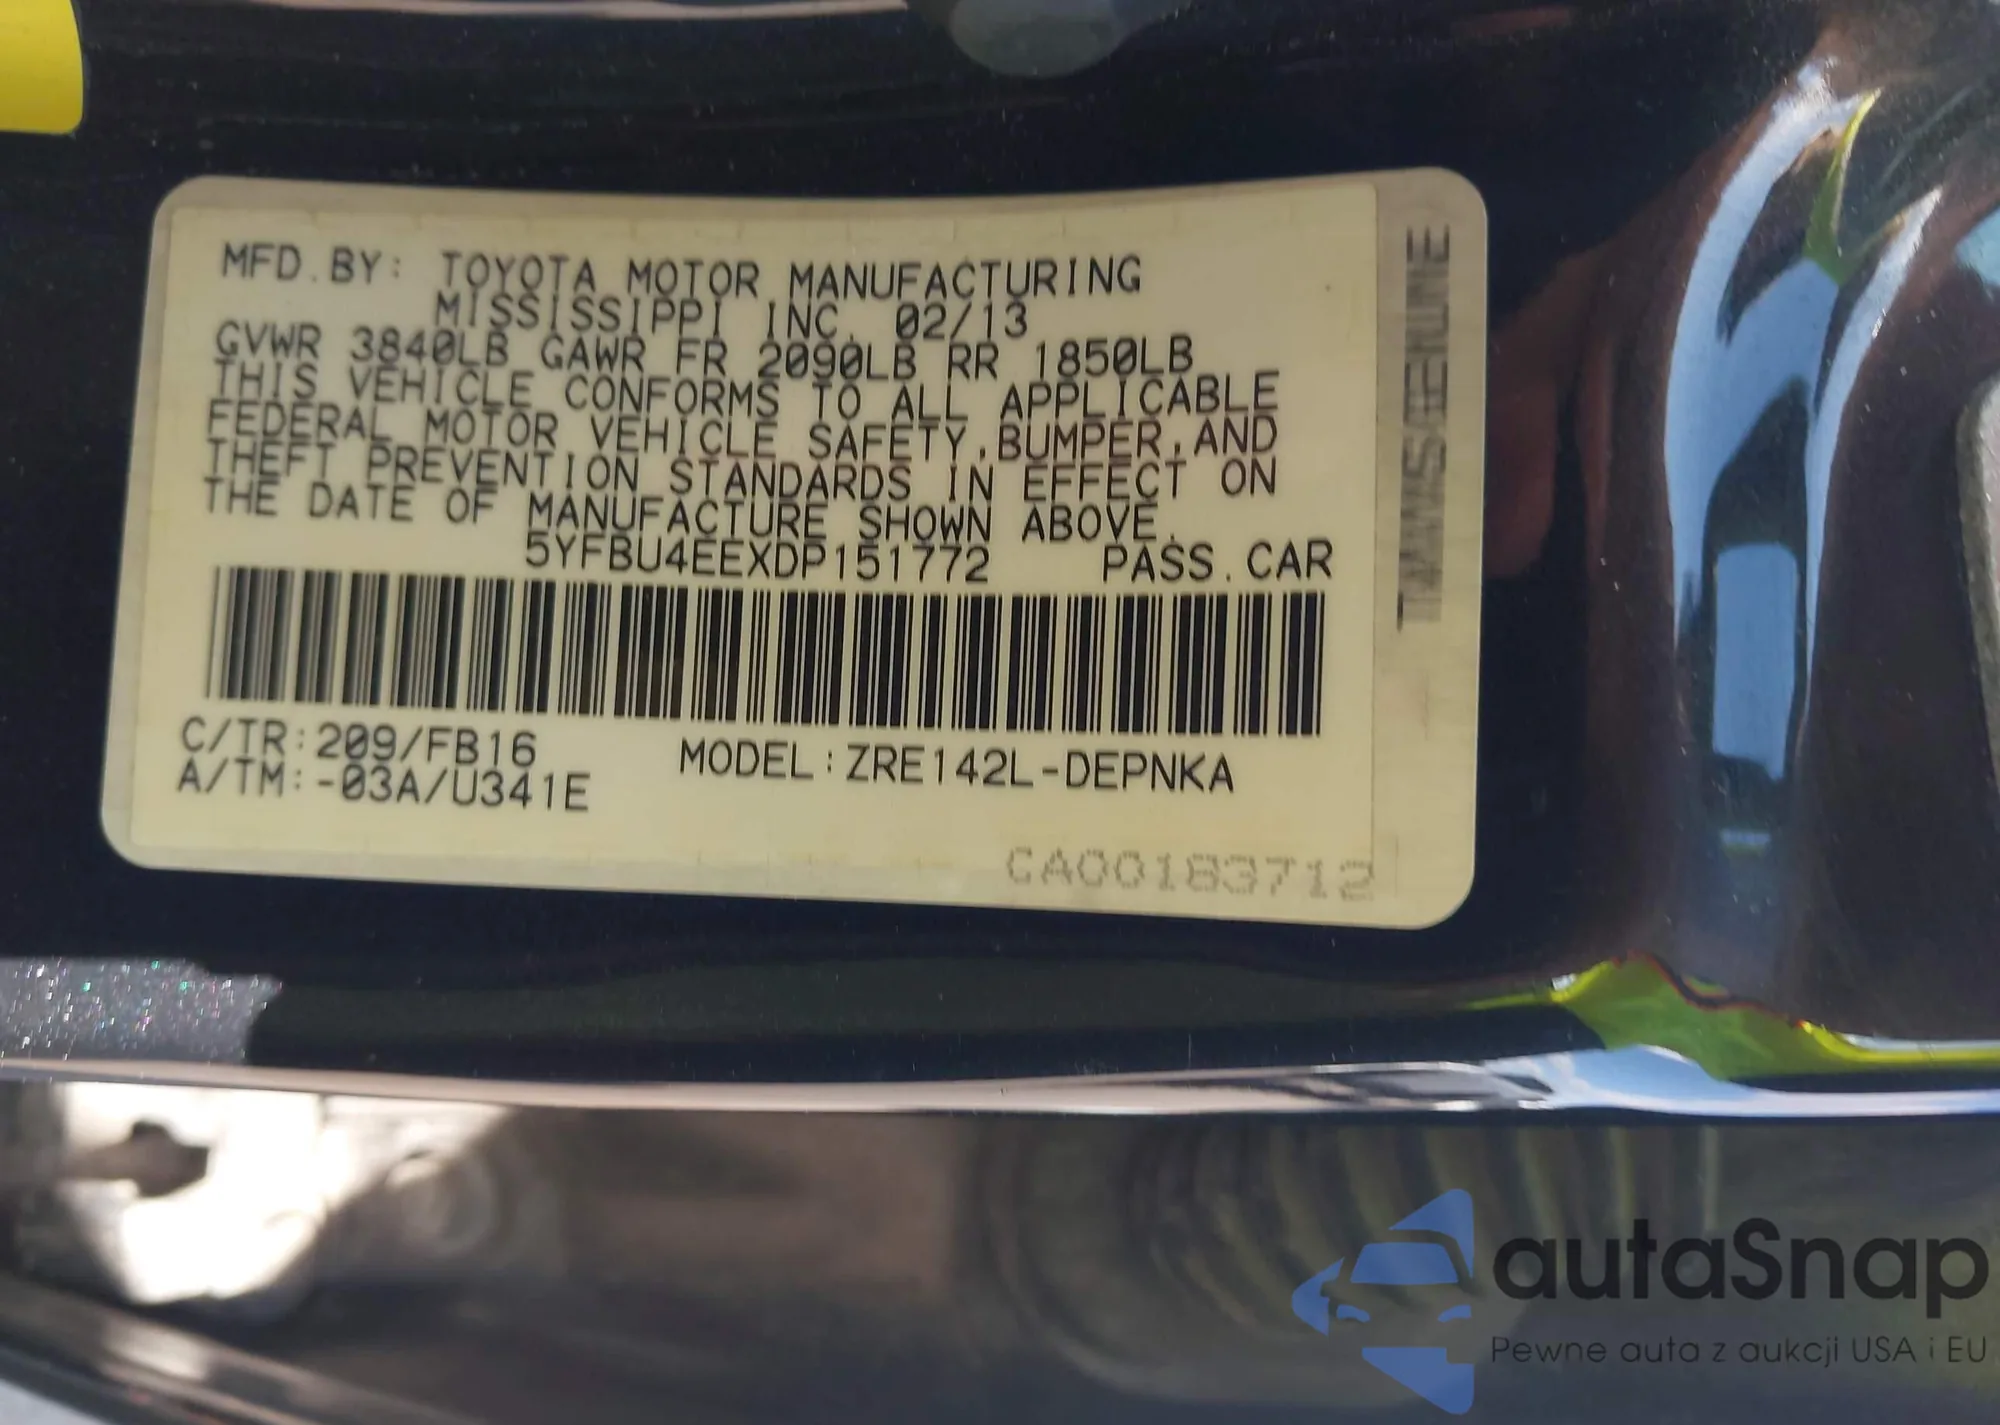 MFD.BY: TOYOTA MOTOR MANUFACTURING
MISSISSIPPI INC. 02/13
GVWR 3840LB GAWR FR 2090LB RR 1850LB
THIS VEHICLE CONFORMS TO ALL APPLICABLE
FEDERAL MOTOR VEHICLE SAFETY,BUMPER,AND
THEFT PREVENTION STANDARDS IN EFFECT ON
THE DATE OF MANUFACTURE SHOWN ABOVE.
5YFBU4EEXDP151772 PASS.CAR
C/TR:209/FB16
A/TM:-03A/U341E
MODEL:ZRE142L-DEPNKA
CA00183712
autaSnap
Pewne auta z aukcji USA i EU